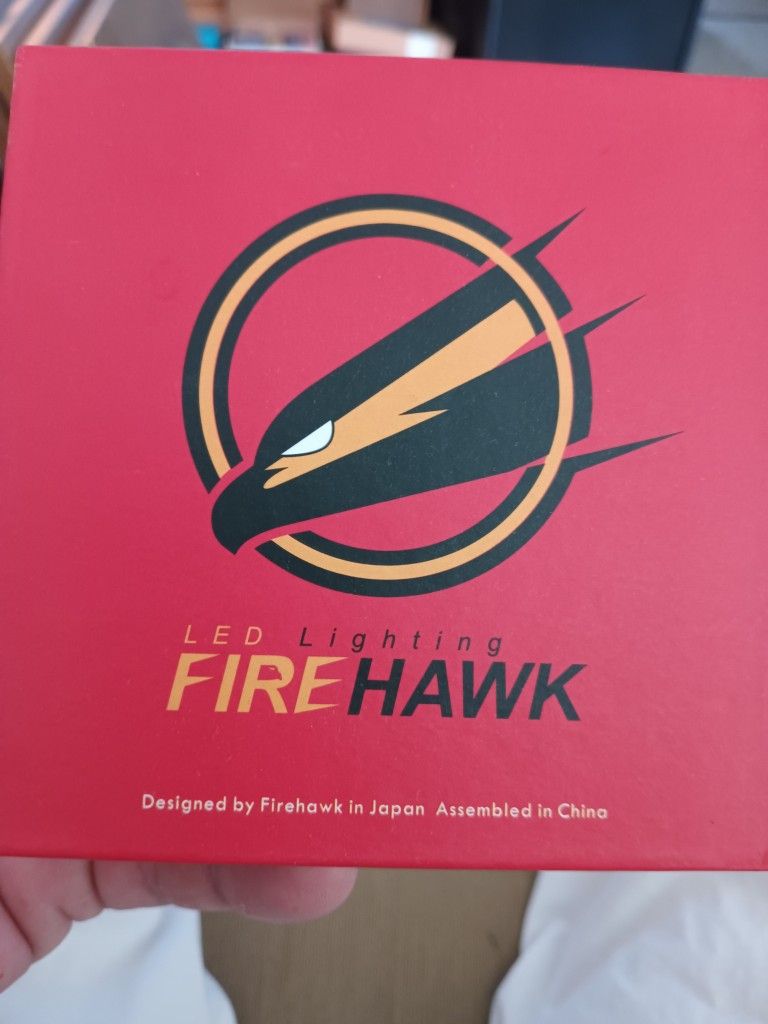 LED Lighting
FIREHAWK
Designed by Firehawk in Japan Assembled in China